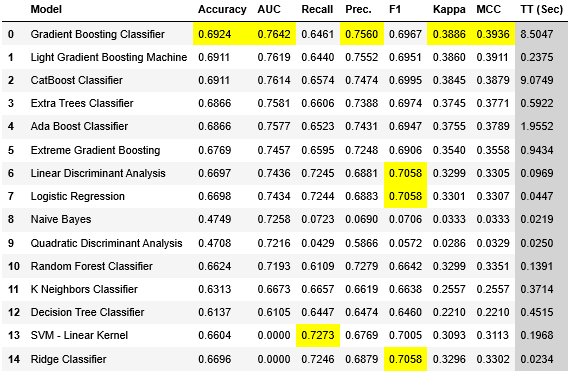 Model Accuracy AUC Recall Prec. F1 Kappa MCC TT (Sec)
0 Gradient Boosting Classifier 0.6924 0.7642 0.6461 0.7560 0.6967 0.3886 0.3936 8.5047
1 Light Gradient Boosting Machine 0.6911 0.7619 0.6440 0.7552 0.6951 0.3860 0.3911 0.2375
2 CatBoost Classifier 0.6911 0.7614 0.6574 0.7474 0.6995 0.3845 0.3879 9.0749
3 Extra Trees Classifier 0.6866 0.7581 0.6606 0.7388 0.6974 0.3745 0.3771 0.5922
4 Ada Boost Classifier 0.6866 0.7577 0.6523 0.7431 0.6947 0.3755 0.3789 1.9552
5 Extreme Gradient Boosting 0.6769 0.7457 0.6595 0.7248 0.6906 0.3540 0.3558 0.9434
6 Linear Discriminant Analysis 0.6697 0.7436 0.7245 0.6881 0.7058 0.3299 0.3305 0.0969
7 Logistic Regression 0.6698 0.7434 0.7244 0.6883 0.7058 0.3301 0.3307 0.0447
8 Naive Bayes 0.4749 0.7258 0.0723 0.0690 0.0706 0.0333 0.0333 0.0219
9 Quadratic Discriminant Analysis 0.4708 0.7216 0.0429 0.5866 0.0572 0.0286 0.0329 0.0250
10 Random Forest Classifier 0.6624 0.7193 0.6109 0.7279 0.6642 0.3299 0.3351 0.1391
11 K Neighbors Classifier 0.6313 0.6673 0.6657 0.6619 0.6638 0.2557 0.2557 0.3714
12 Decision Tree Classifier 0.6137 0.6105 0.6447 0.6474 0.6460 0.2210 0.2210 0.4515
13 SVM - Linear Kernel 0.6604 0.0000 0.7273 0.6769 0.7005 0.3093 0.3113 0.1968
14 Ridge Classifier 0.6696 0.0000 0.7246 0.6879 0.7058 0.3296 0.3302 0.0234